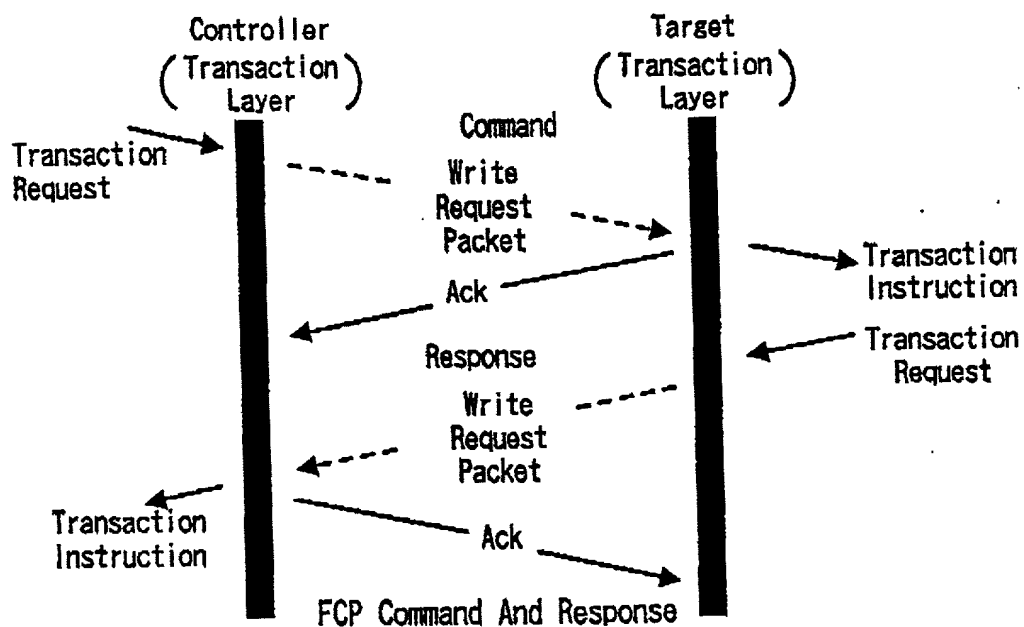 Controller
(Transaction Layer)
Target
(Transaction Layer)
Command
Transaction
Request
Write
Request
Packet
Transaction
Instruction
Ack
Transaction
Request
Response
Write
Request
Packet
Transaction
Instruction
Ack
FCP Command And Response